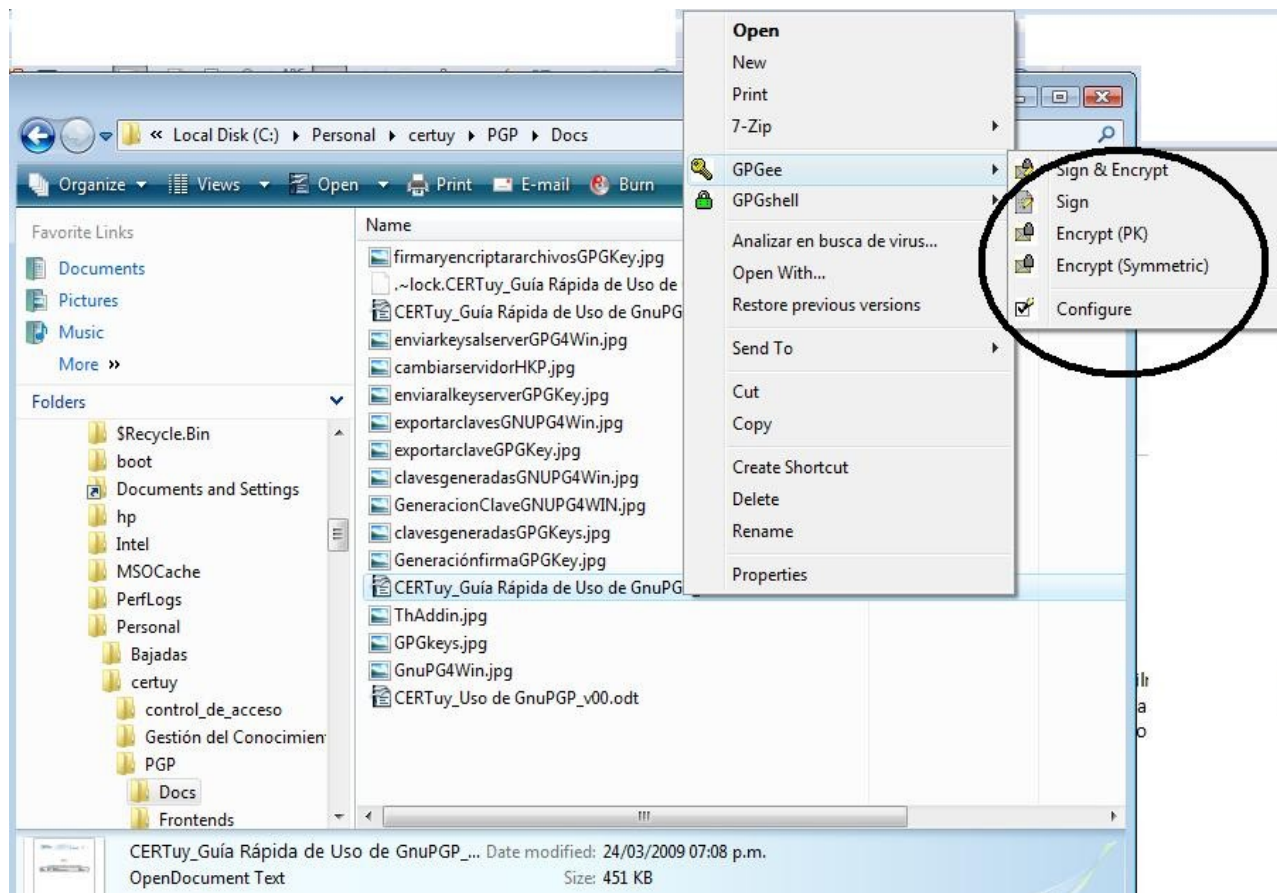 Open
New
Print
7-Zip
GPGee
GPGshell
Analizar en busca de virus...
Open With...
Restore previous versions
Send To
Cut
Copy
Create Shortcut
Delete
Rename
Properties
Sign & Encrypt
Sign
Encrypt (PK)
Encrypt (Symmetric)
Configure
« Local Disk (C:) Personal certuy PGP Docs
Organize Views Open Print E-mail Burn
Favorite Links
Documents
Pictures
Music
More »
Folders
$Recycle.Bin
boot
Documents and Settings
hp
Intel
MSOCache
PerfLogs
Personal
Bajadas
certuy
control_de_acceso
Gestión del Conocimien
PGP
Docs
Frontends
Name
firmaryencriptararchivosGPGKey.jpg
.~lock.CERTuy_Guía Rápida de Uso de
CERTuy_Guía Rápida de Uso de GnuPG
enviarkeysalserverGPG4Win.jpg
cambiarservidorHKP.jpg
enviaralkeyserverGPGKey.jpg
exportarclavesGNUPG4Win.jpg
exportarclaveGPGKey.jpg
clavesgeneradasGNUPG4Win.jpg
GeneracionClaveGNUPG4WIN.jpg
clavesgeneradasGPGKeys.jpg
GeneraciónfirmaGPGKey.jpg
CERTuy_Guía Rápida de Uso de GnuPG
ThAddin.jpg
GPGkeys.jpg
GnuPG4Win.jpg
CERTuy_Uso de GnuPGP_v00.odt
CERTuy_Guía Rápida de Uso de GnuPGP_... Date modified: 24/03/2009 07:08 p.m.
OpenDocument Text Size: 451 KB